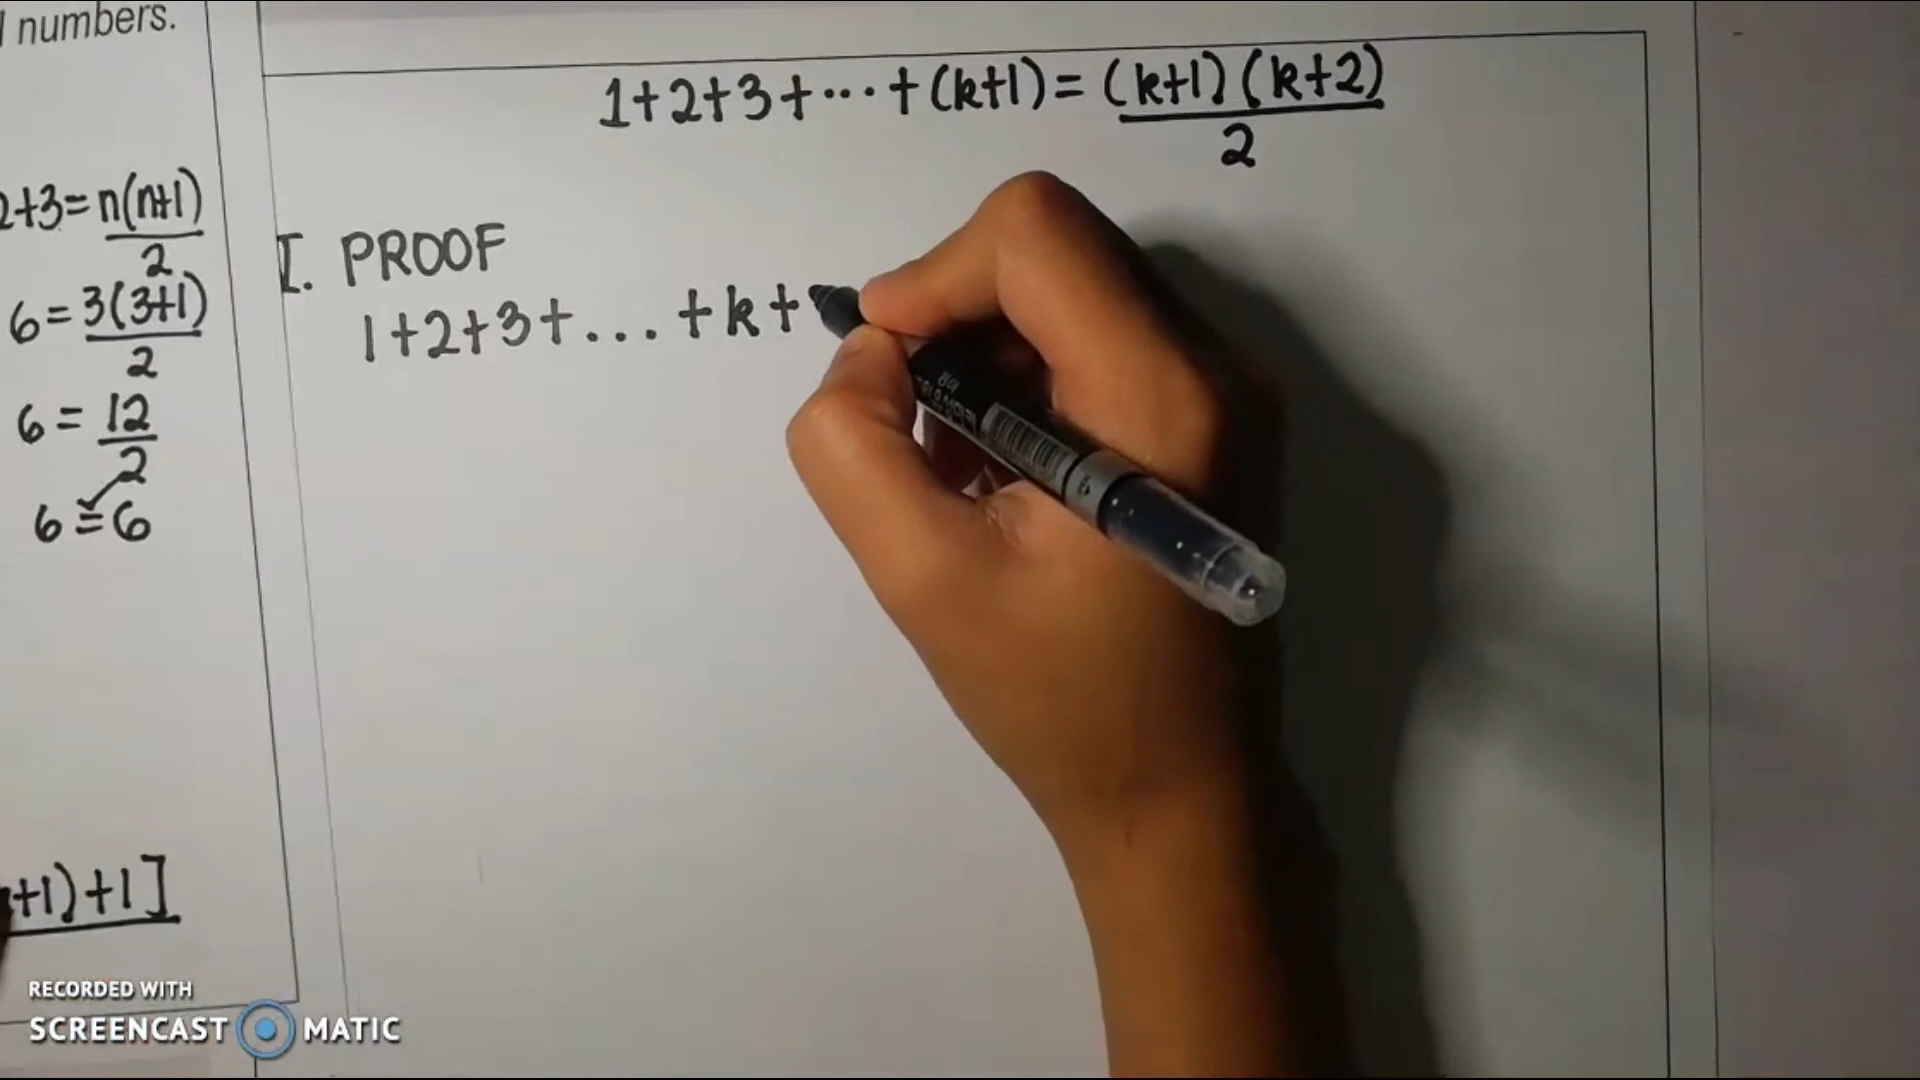 numbers.
2+3=n(n+1)
2
6=3(3+1)
2
6=12
2
6=6
+1)+1]
1+2+3+...+(k+1)=(k+1)(k+2)
2
I. PROOF
1+2+3+...+k+
RECORDED WITH
SCREENCAST MATIC